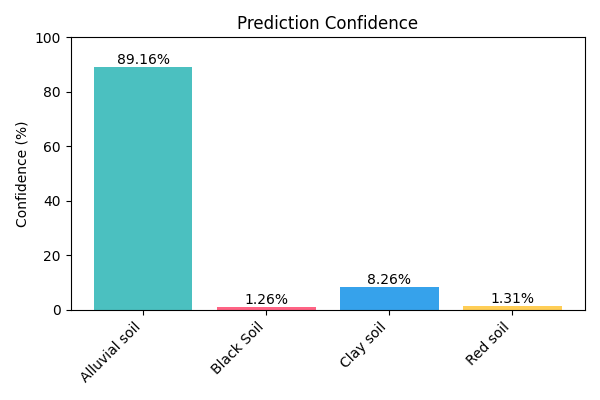 Prediction Confidence
Confidence (%)
100
80
60
40
20
0
89.16%
1.26%
8.26%
1.31%
Alluvial soil
Black Soil
Clay soil
Red soil